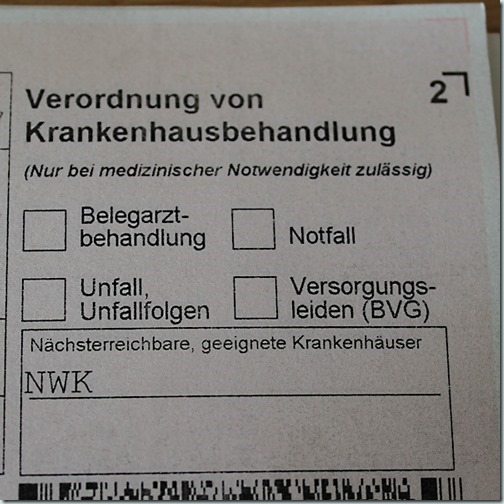 2
Verordnung von
Krankenhausbehandlung
(Nur bei medizinischer Notwendigkeit zulässig)
Belegarzt-
behandlung
Notfall
Unfall,
Unfallfolgen
Versorgungs-
leiden (BVG)
Nächsterreichbare, geeignete Krankenhäuser
NWK